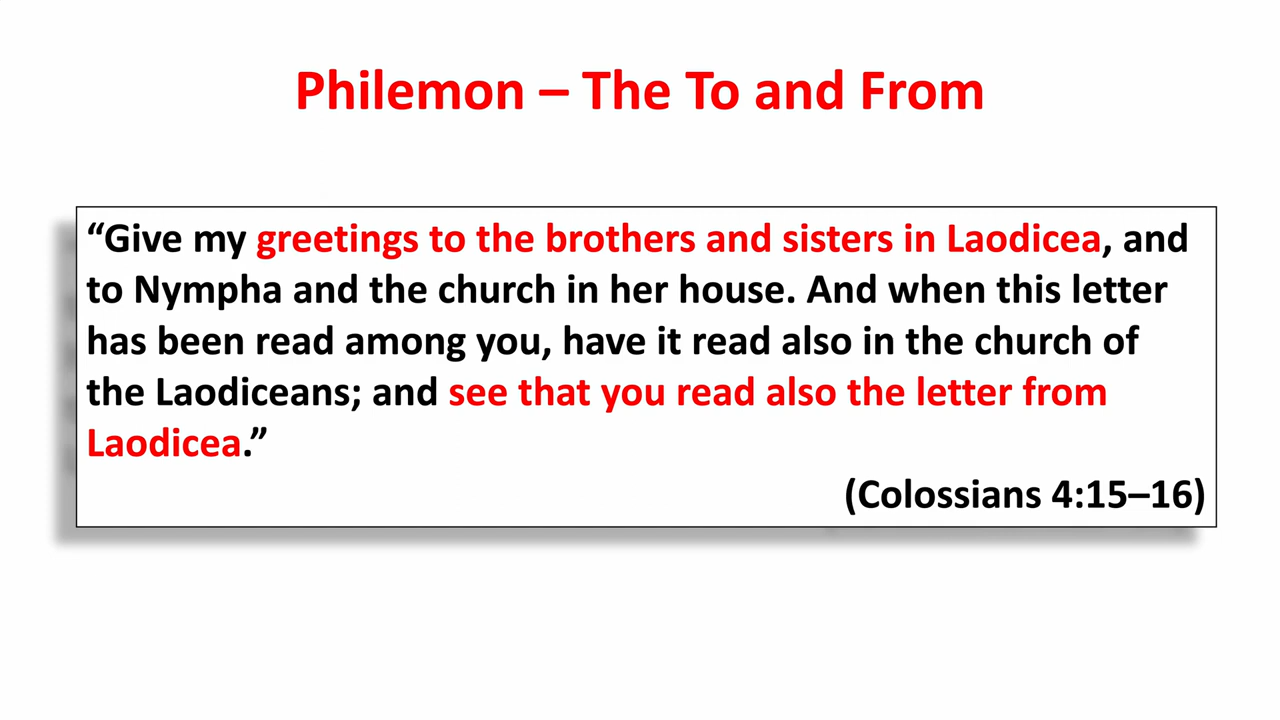 Philemon – The To and From
“Give my greetings to the brothers and sisters in Laodicea, and
to Nympha and the church in her house. And when this letter
has been read among you, have it read also in the church of
the Laodiceans; and see that you read also the letter from
Laodicea.”
(Colossians 4:15–16)